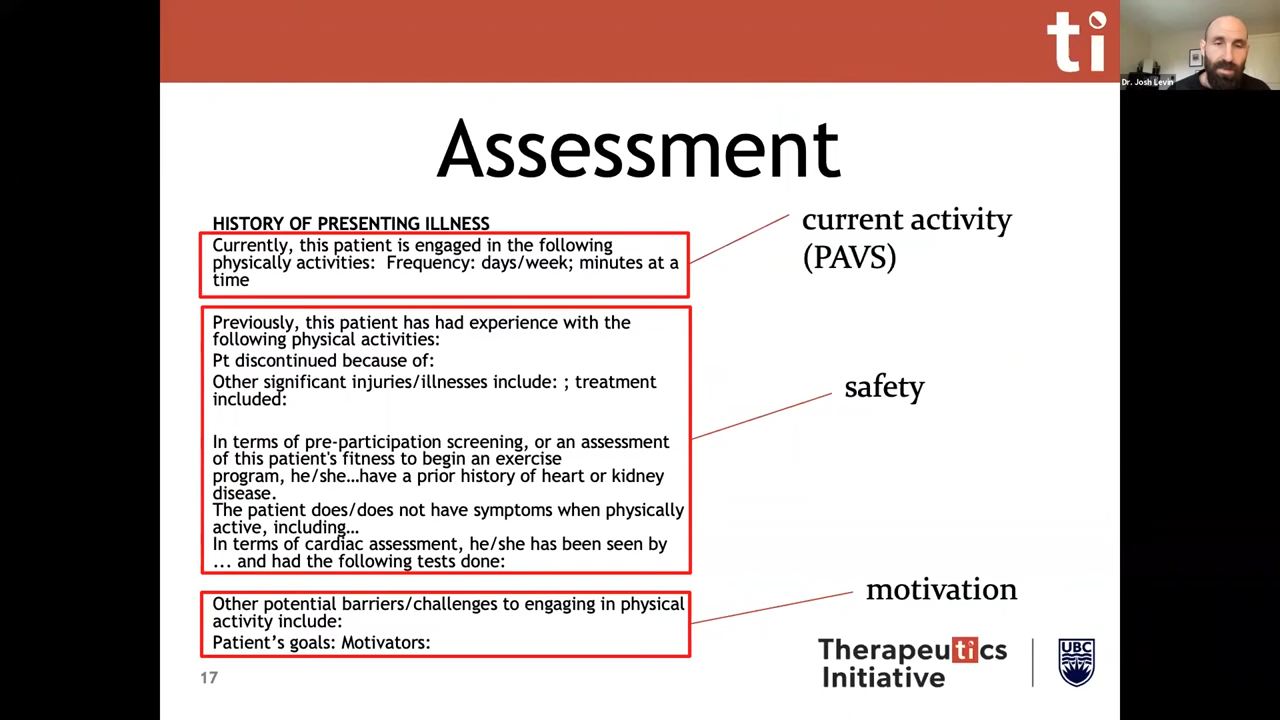 ti
Dr. Josh Levin
Assessment
HISTORY OF PRESENTING ILLNESS
Currently, this patient is engaged in the following
physically activities:  Frequency: days/week; minutes at a
time
current activity
(PAVS)
Previously, this patient has had experience with the
following physical activities:
Pt discontinued because of:
Other significant injuries/illnesses include: ; treatment
included:
In terms of pre-participation screening, or an assessment
of this patient's fitness to begin an exercise
program, he/she…have a prior history of heart or kidney
disease.
The patient does/does not have symptoms when physically
active, including…
In terms of cardiac assessment, he/she has been seen by
... and had the following tests done:
safety
Other potential barriers/challenges to engaging in physical
activity include:
Patient’s goals: Motivators:
motivation
17
Therapeutics
Initiative
UBC